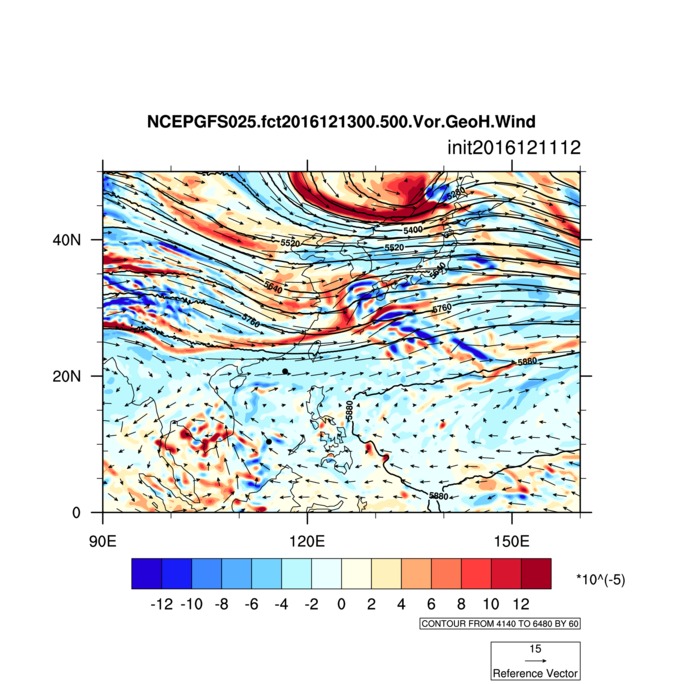 NCEPGFS025.fct2016121300.500.Vor.GeoH.Wind
init2016121112
5280
5400
40N
5520
5520
5640
5640
5760
5760
5880
20N
5880
5880
0
90E 120E 150E
*10^(-5)
-12 -10 -8 -6 -4 -2 0 2 4 6 8 10 12
CONTOUR FROM 4140 TO 6480 BY 60
15
Reference Vector